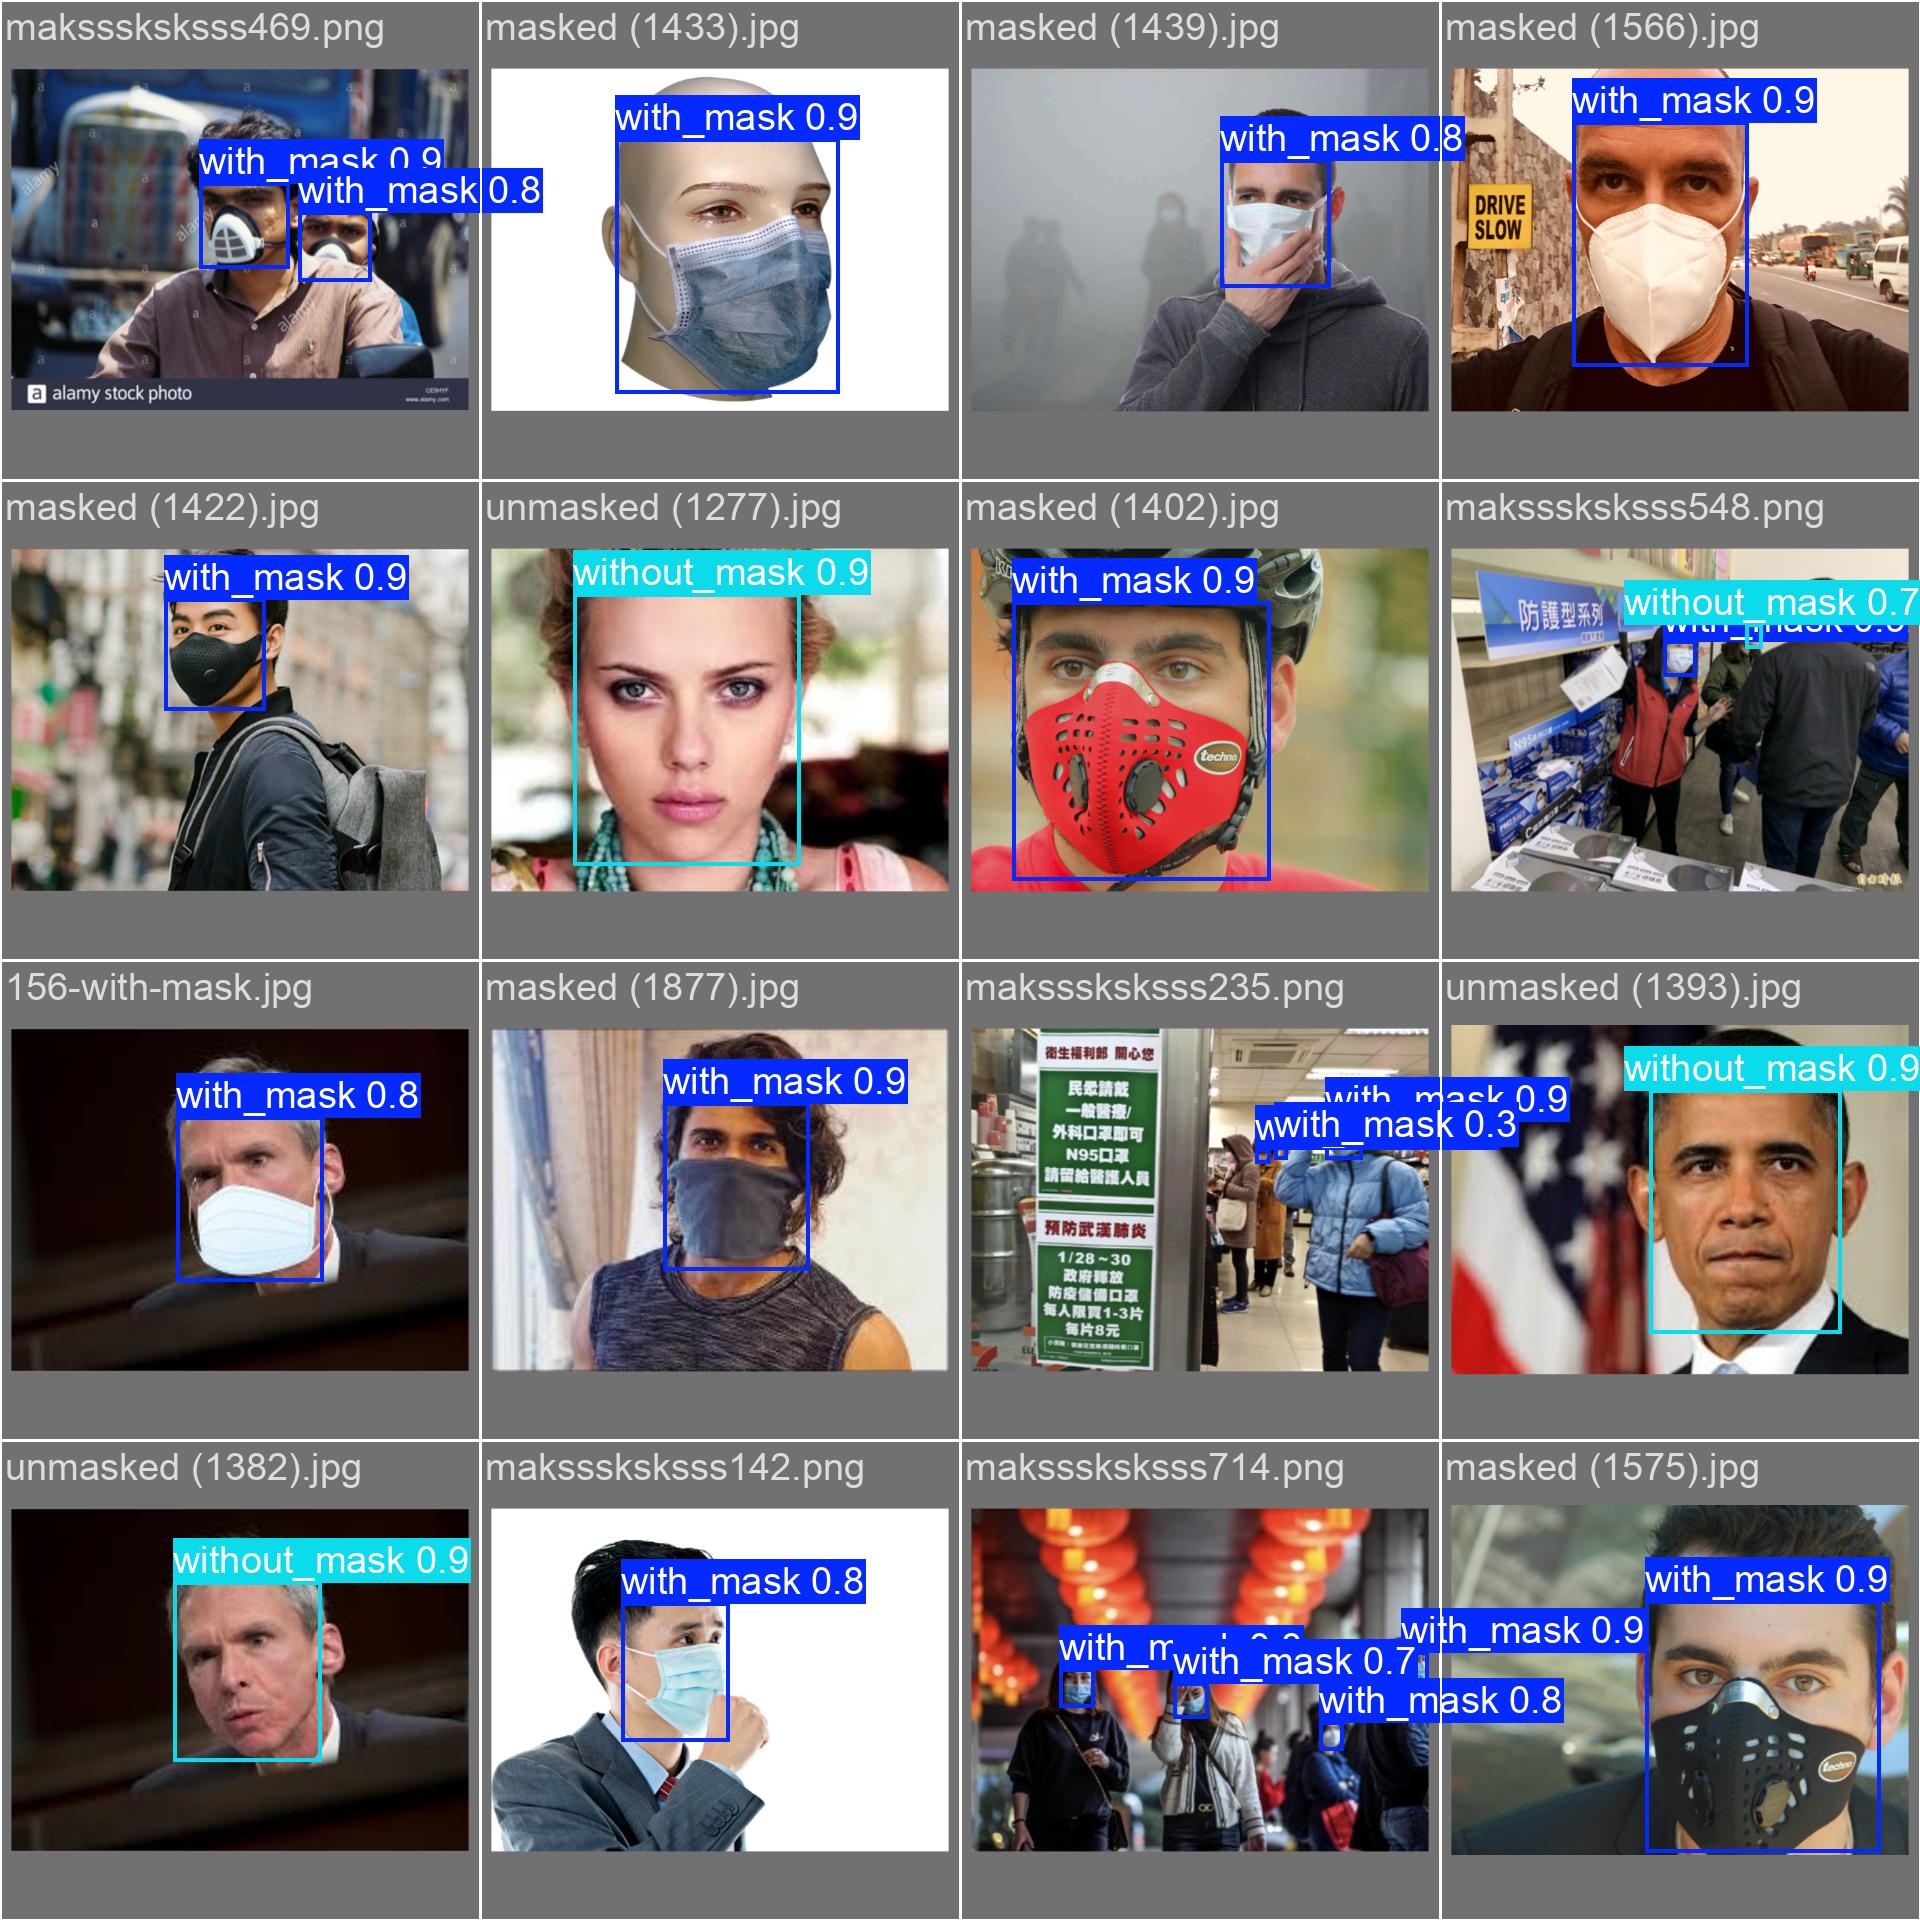 maksssksksss469.png
masked (1433).jpg
masked (1439).jpg
masked (1566).jpg
with_mask 0.9
with_mask 0.8
a alamy stock photo
www.alamy.com
with_mask 0.9
with_mask 0.8
with_mask 0.9
DRIVE
SLOW
masked (1422).jpg
unmasked (1277).jpg
masked (1402).jpg
maksssksksss548.png
with_mask 0.9
without_mask 0.9
with_mask 0.9
techno
without_mask 0.7
防護型系列
N95
自由時報
156-with-mask.jpg
masked (1877).jpg
maksssksksss235.png
unmasked (1393).jpg
with_mask 0.8
with_mask 0.9
with_mask 0.9
with_mask 0.3
衛生福利部 關心您
民眾請戴
一般醫療/
外科口罩即可
N95口罩
請留給醫護人員
預防武漢肺炎
1/28~30
政府釋放
防疫儲備口罩
每人限買1-3片
每片8元
without_mask 0.9
unmasked (1382).jpg
maksssksksss142.png
maksssksksss714.png
masked (1575).jpg
without_mask 0.9
with_mask 0.8
with_m
with_mask 0.7
with_mask 0.9
with_mask 0.8
with_mask 0.9
techno